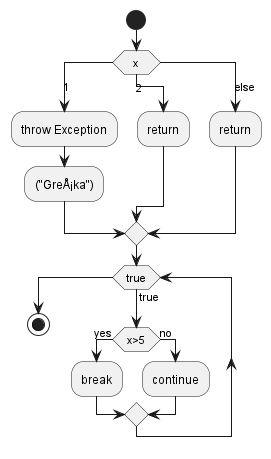 x
1
2
else
throw Exception
return
return
("GreÅ¡ka")
true
true
x>5
yes
no
break
continue